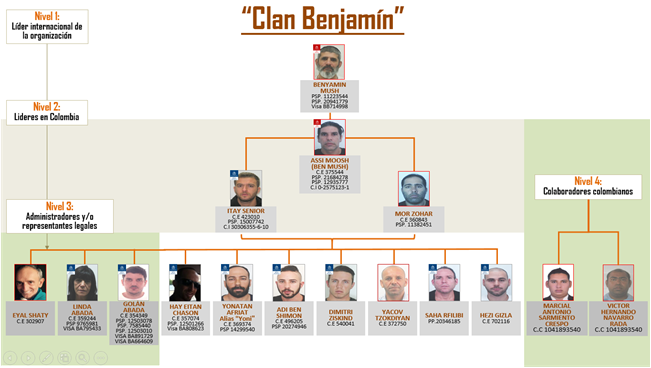 “Clan Benjamín”
Nivel 1:
Líder internacional de
la organización
BENYAMIN
MUSH
PSP. 11223544
PSP. 20941779
Visa BB714998
Nivel 2:
Lideres en Colombia
ASSI MOOSH
(BEN MUSH)
C.E 375544
PSP. 21684278
PSP. 12935777
C.I D-2575123-1
ITAY SENIOR
C.E 423010
PSP. 15007742
C.I 30306355-6-10
MOR ZOHAR
C.E 360843
PSP. 11382451
Nivel 3:
Administradores y/o
representantes legales
Nivel 4:
Colaboradores colombianos
EYAL SHATY
C.E 302907
LINDA
ABADA
C.E 359244
PSP 9765981
VISA BA795433
GOLAN
ABADA
C.E 354349
PSP 12503078
PSP. 7585440
PSP. 12503010
VISA BA891729
VISA BA664609
HAY EITAN
CHASON
C.E 357074
PSP. 12501266
Visa BA808623
YONATAN
AFRIAT
Alias "Yoni"
C.E 369374
PSP 14299540
ADI BEN
SHIMON
C.E 496205
PSP 20274946
DIMITRI
ZISKIND
C.E 540041
YACOV
TZOKDIYAN
C.E 372750
SAHA RFILIBI
PP.20346185
HEZI GIZLA
C.E 702116
MARCIAL
ANTONIO
SARMIENTO
CRESPO
C.C 1041893540
VICTOR
HERNANDO
NAVARRO
RADA
C/C 1041893540